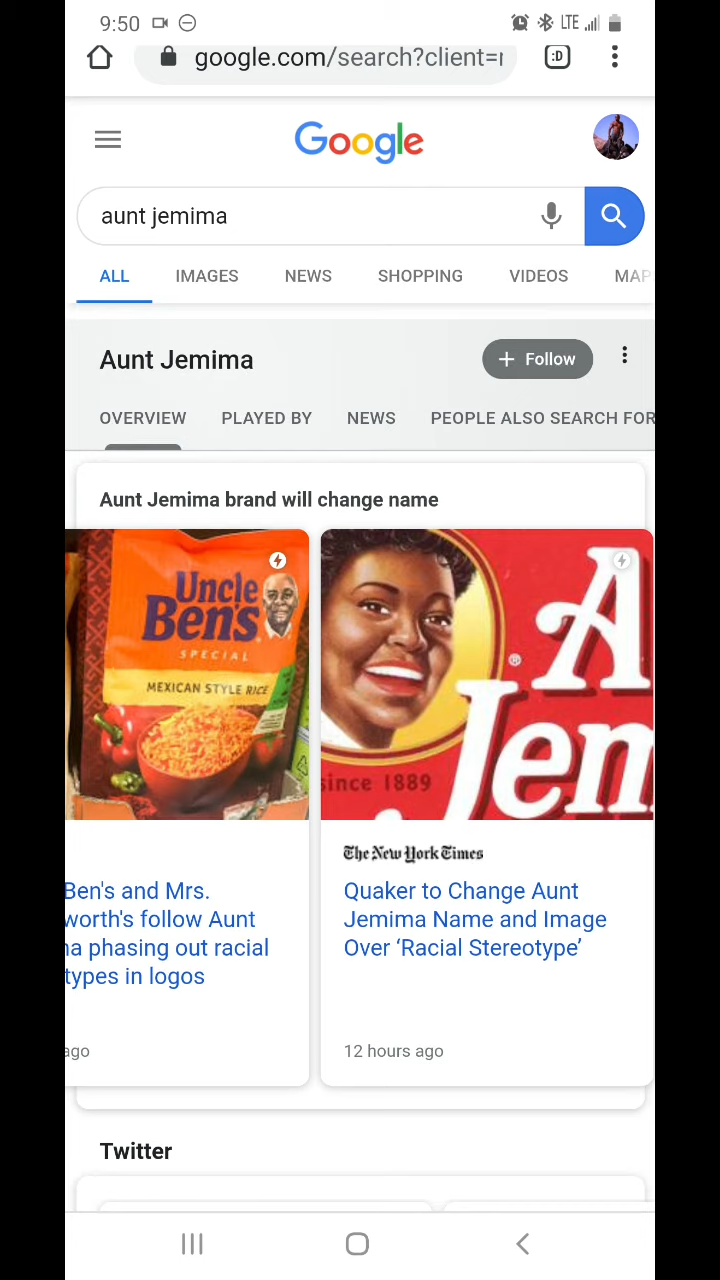 9:50 LTE
google.com/search?client=
:D
Google
aunt jemima
ALL IMAGES NEWS SHOPPING VIDEOS MAP
Aunt Jemima + Follow
OVERVIEW PLAYED BY NEWS PEOPLE ALSO SEARCH FOR
Aunt Jemima brand will change name
Uncle
Ben's
SPECIAL
MEXICAN STYLE RICE
A
®
Jem
since 1889
Ben's and Mrs.
worth's follow Aunt
na phasing out racial
types in logos
ago
The New York Times
Quaker to Change Aunt
Jemima Name and Image
Over ‘Racial Stereotype’
12 hours ago
Twitter